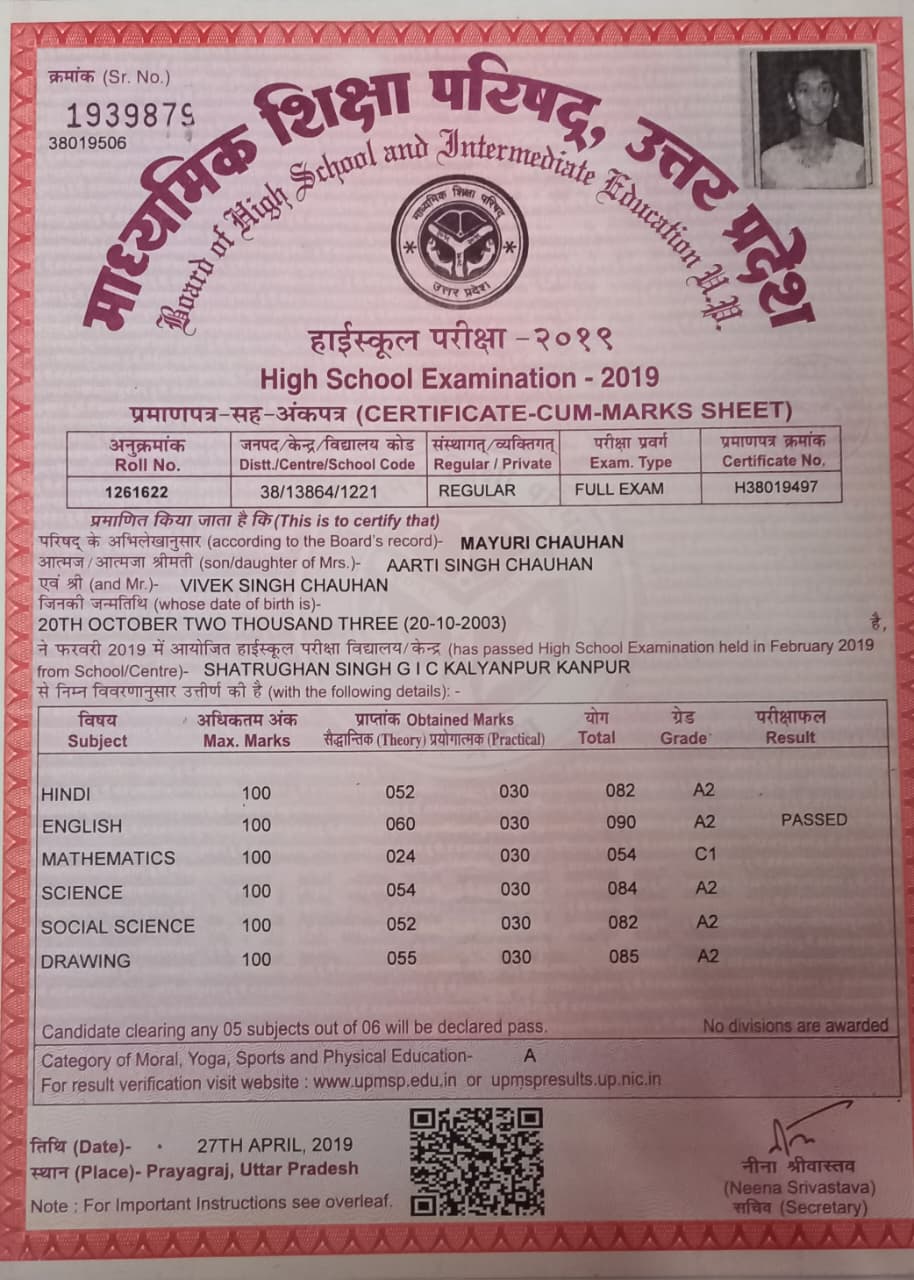 क्रमांक (Sr. No.)
1939879
38019506
माध्यमिक शिक्षा परिषद्, उत्तर प्रदेश
Board of High School and Intermediate Education U.P.
माध्यमिक शिक्षा परिषद
उत्तर प्रदेश
हाईस्कूल परीक्षा -२०१९
High School Examination - 2019
प्रमाणपत्र-सह-अंकपत्र (CERTIFICATE-CUM-MARKS SHEET)
अनुक्रमांक जनपद/केन्द्र/विद्यालय कोड संस्थागत्/व्यक्तिगत् परीक्षा प्रवर्ग प्रमाणपत्र क्रमांक
Roll No. Distt./Centre/School Code Regular / Private Exam. Type Certificate No.
1261622 38/13864/1221 REGULAR FULL EXAM H38019497
प्रमाणित किया जाता है कि (This is to certify that)
परिषद् के अभिलेखानुसार (according to the Board's record)- MAYURI CHAUHAN
आत्मज/आत्मजा श्रीमती (son/daughter of Mrs.)- AARTI SINGH CHAUHAN
एवं श्री (and Mr.)- VIVEK SINGH CHAUHAN
जिनकी जन्मतिथि (whose date of birth is)-
20TH OCTOBER TWO THOUSAND THREE (20-10-2003) है,
ने फरवरी 2019 में आयोजित हाईस्कूल परीक्षा विद्यालय/केन्द्र (has passed High School Examination held in February 2019
from School/Centre)- SHATRUGHAN SINGH G I C KALYANPUR KANPUR
से निम्न विवरणानुसार उत्तीर्ण की है (with the following details): -
विषय अधिकतम अंक प्राप्तांक Obtained Marks योग ग्रेड परीक्षाफल
Subject Max. Marks सैद्धान्तिक (Theory) प्रयोगात्मक (Practical) Total Grade Result
HINDI 100 052 030 082 A2
ENGLISH 100 060 030 090 A2 PASSED
MATHEMATICS 100 024 030 054 C1
SCIENCE 100 054 030 084 A2
SOCIAL SCIENCE 100 052 030 082 A2
DRAWING 100 055 030 085 A2
Candidate clearing any 05 subjects out of 06 will be declared pass. No divisions are awarded
Category of Moral, Yoga, Sports and Physical Education- A
For result verification visit website : www.upmsp.edu,in or upmspresults.up.nic.in
तिथि (Date)- 27TH APRIL, 2019
स्थान (Place)- Prayagraj, Uttar Pradesh
Note : For Important Instructions see overleaf.
नीना श्रीवास्तव
(Neena Srivastava)
सचिव (Secretary)